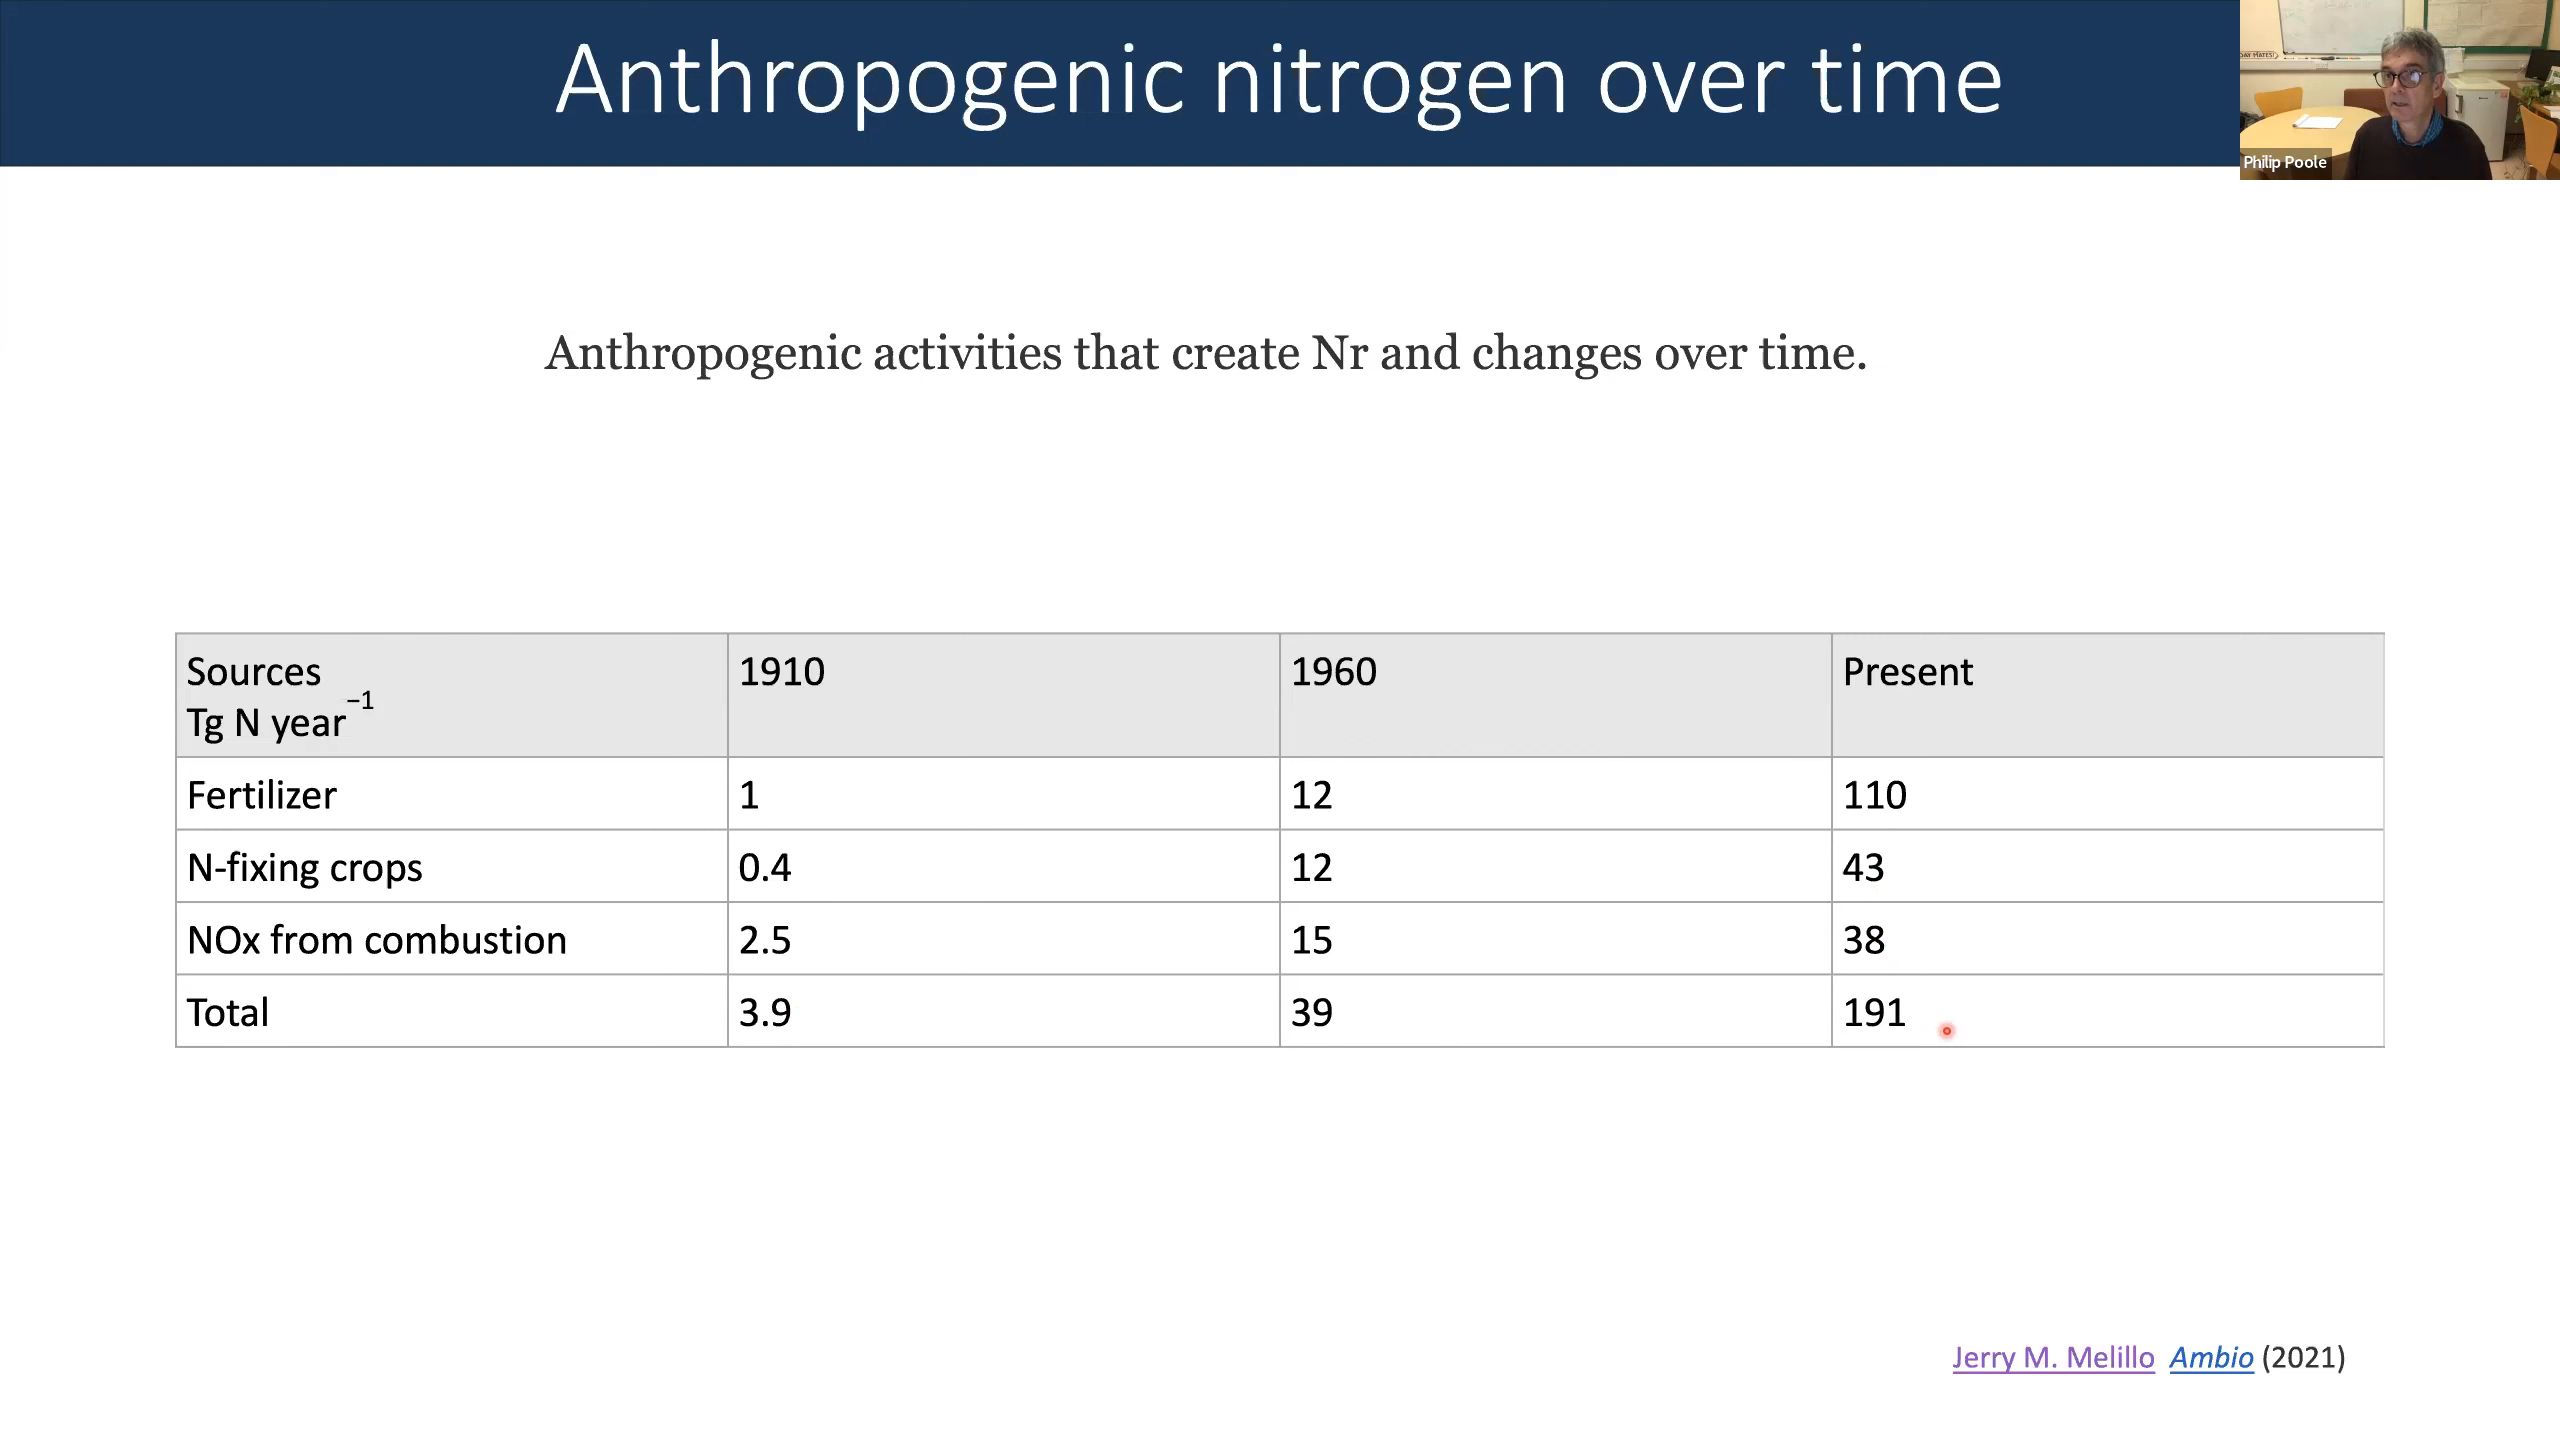 Anthropogenic nitrogen over time
DAY MATES!
Philip Poole
Anthropogenic activities that create Nr and changes over time.
Sources 1910 1960 Present
Tg N year⁻¹
Fertilizer 1 12 110
N-fixing crops 0.4 12 43
NOx from combustion 2.5 15 38
Total 3.9 39 191
Jerry M. Melillo Ambio (2021)